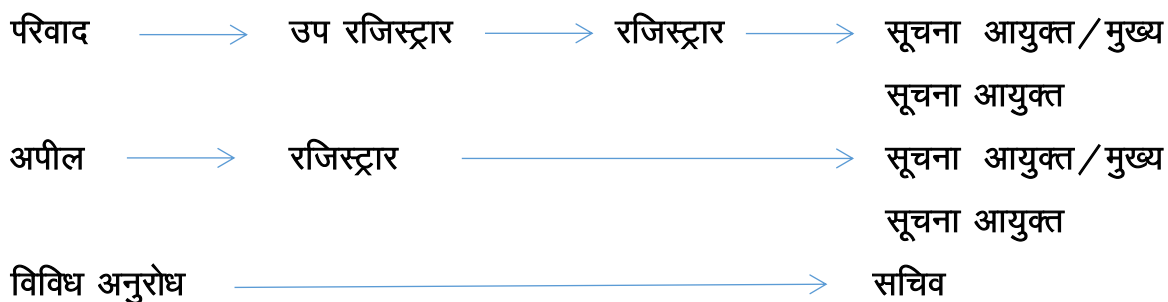 परिवाद उप रजिस्ट्रार रजिस्ट्रार सूचना आयुक्त/मुख्य
सूचना आयुक्त
अपील रजिस्ट्रार सूचना आयुक्त/मुख्य
सूचना आयुक्त
विविध अनुरोध सचिव